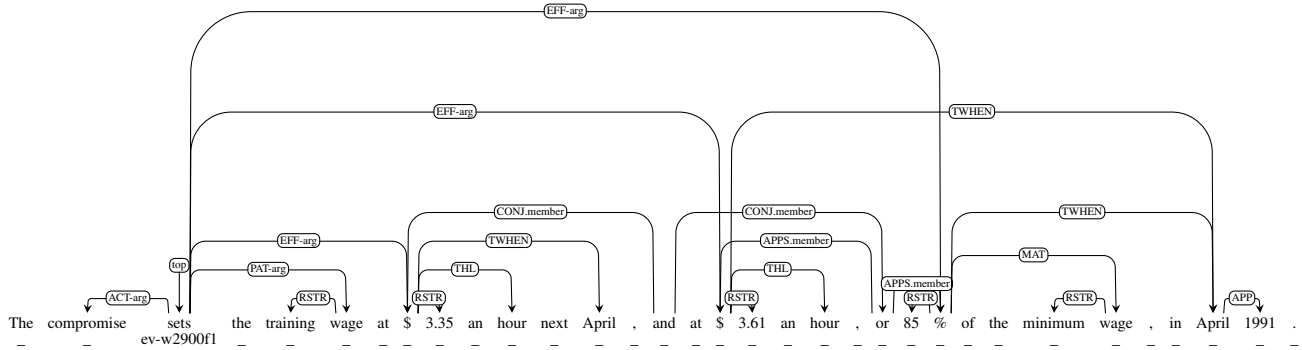 EFF-arg
EFF-arg TWHEN
CONJ.member CONJ.member TWHEN
EFF-arg TWHEN APPS.member
top PAT-arg THL THL MAT
APPS.member
ACT-arg RSTR RSTR RSTR RSTR RSTR APP
The compromise sets the training wage at $ 3.35 an hour next April , and at $ 3.61 an hour , or 85 % of the minimum wage , in April 1991 .
_ _ ev-w2900f1 _ _ _ _ _ _ _ _ _ _ _ _ _ _ _ _ _ _ _ _ _ _ _ _ _ _ _ _ _ _